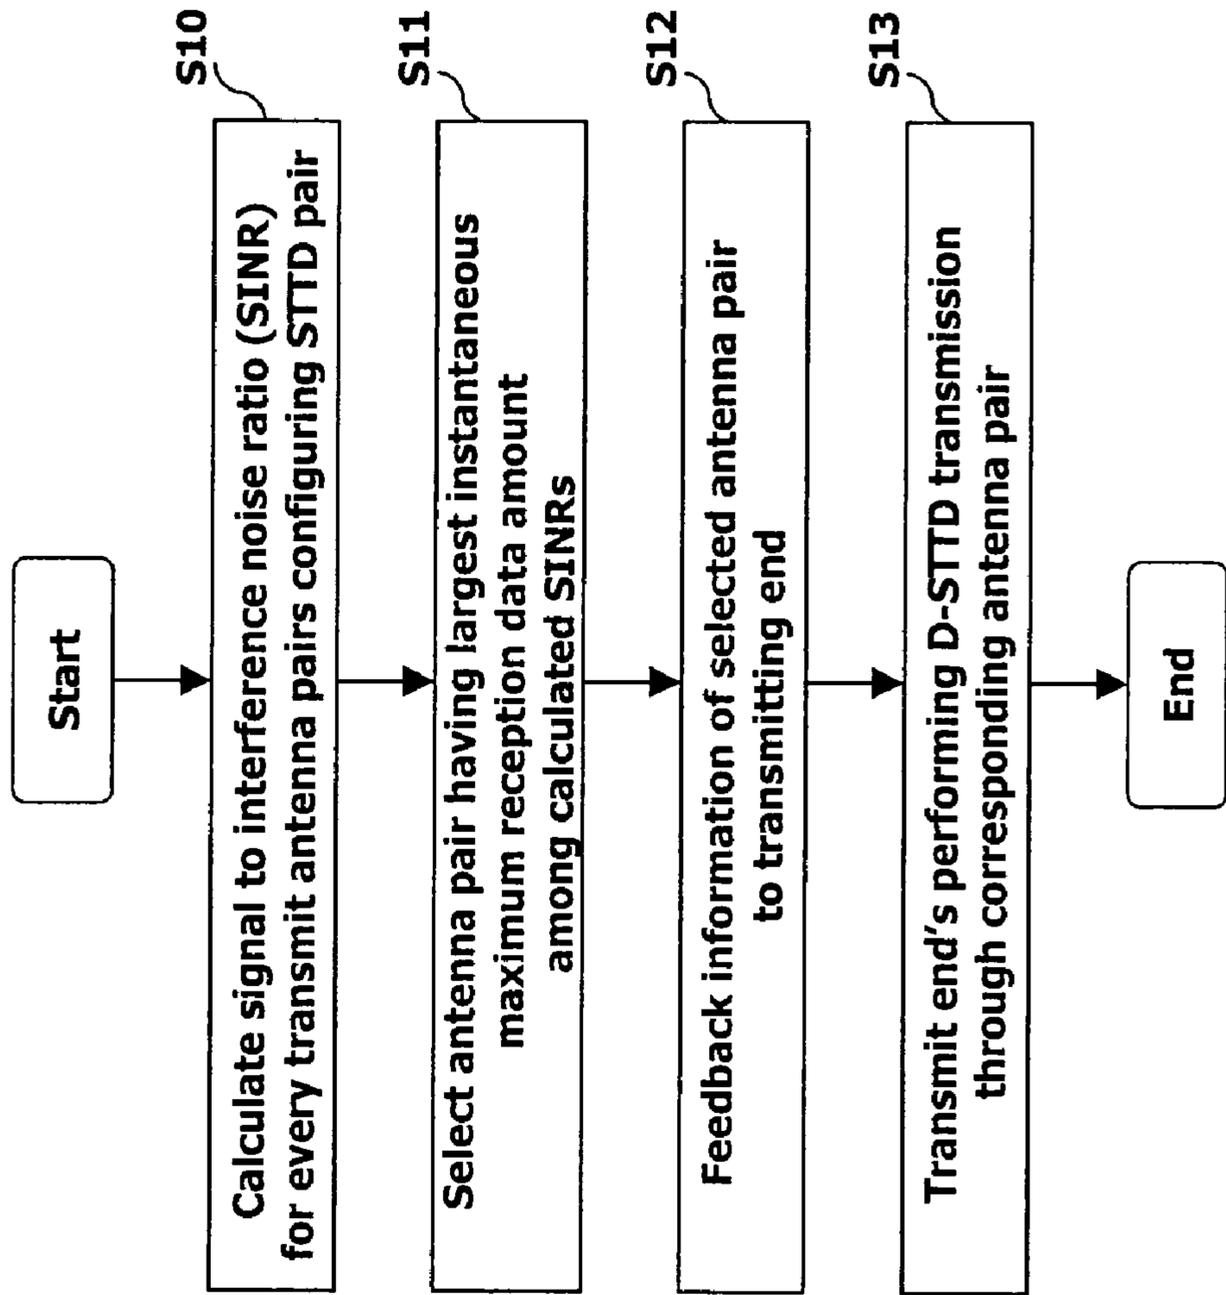 Start
S10
Calculate signal to interference noise ratio (SINR)
for every transmit antenna pairs configuring STTD pair
S11
Select antenna pair having largest instantaneous
maximum reception data amount
among calculated SINRs
S12
Feedback information of selected antenna pair
to transmitting end
S13
Transmit end's performing D-STTD transmission
through corresponding antenna pair
End